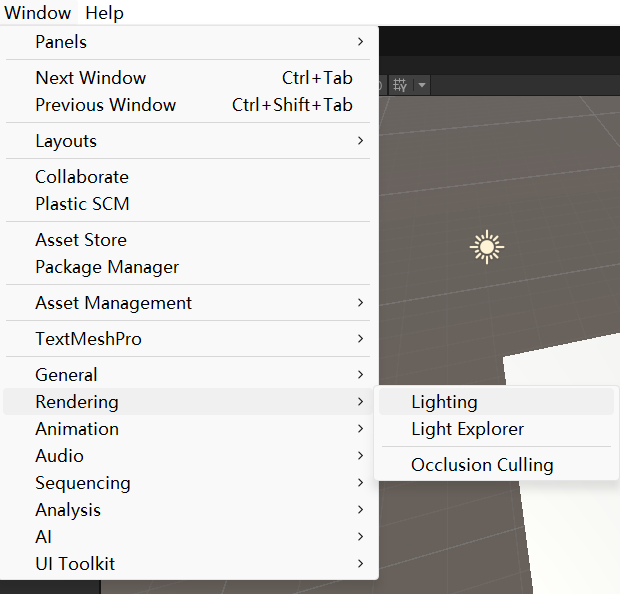 Window Help
Panels
Next Window Ctrl+Tab
Previous Window Ctrl+Shift+Tab
Layouts
Collaborate
Plastic SCM
Asset Store
Package Manager
Asset Management
TextMeshPro
General
Rendering
Lighting
Light Explorer
Occlusion Culling
Animation
Audio
Sequencing
Analysis
AI
UI Toolkit